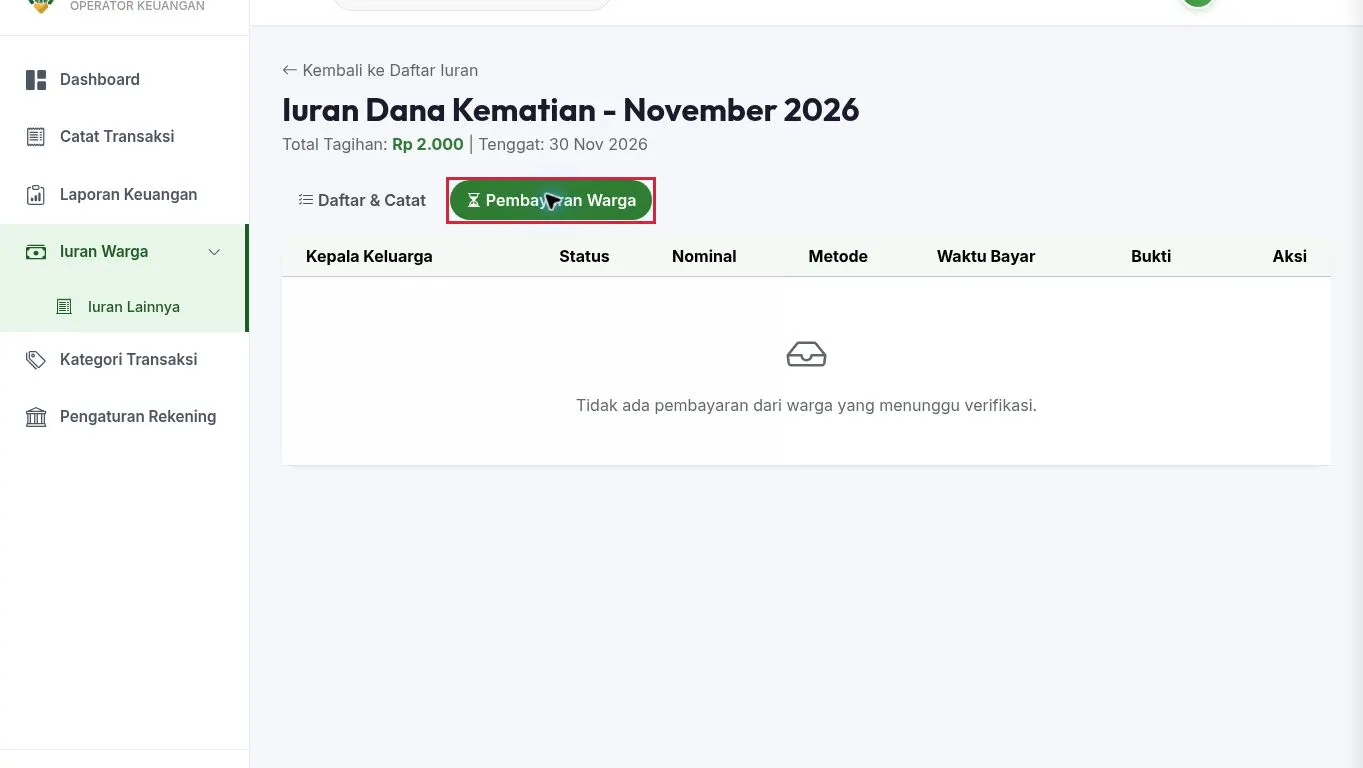 OPERATOR KEUANGAN
Dashboard
Catat Transaksi
Laporan Keuangan
Iuran Warga
Iuran Lainnya
Kategori Transaksi
Pengaturan Rekening
← Kembali ke Daftar Iuran
Iuran Dana Kematian - November 2026
Total Tagihan: Rp 2.000 | Tenggat: 30 Nov 2026
Daftar & Catat
Pembayaran Warga
Kepala Keluarga Status Nominal Metode Waktu Bayar Bukti Aksi
Tidak ada pembayaran dari warga yang menunggu verifikasi.